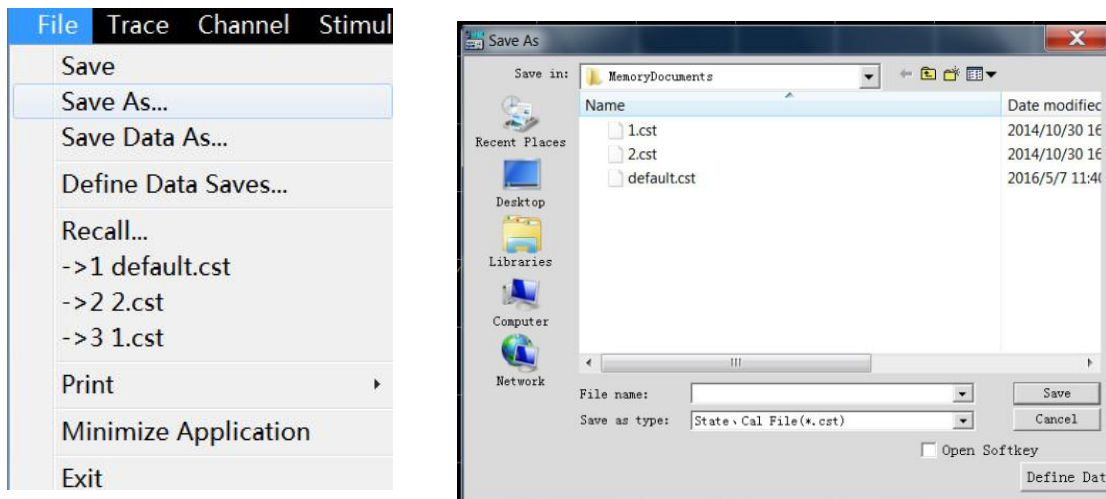 File Trace Channel Stimul
Save
Save As...
Save Data As...
Define Data Saves...
Recall...
->1 default.cst
->2 2.cst
->3 1.cst
Print
Minimize Application
Exit
Save As
Save in: MemoryDocuments
Name Date modifiec
1.cst 2014/10/30 16
2.cst 2014/10/30 16
default.cst 2016/5/7 11:40
Recent Places
Desktop
Libraries
Computer
Network
File name: Save
Save as type: State、Cal File(*.cst) Cancel
Open Softkey
Define Dat